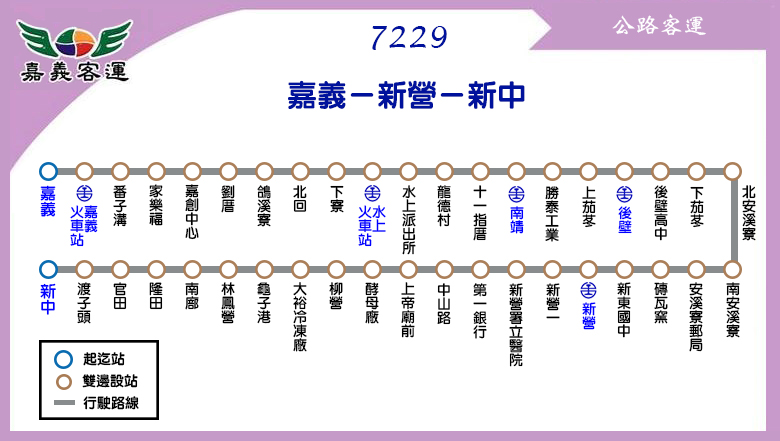 嘉義客運
7229
公路客運
嘉義－新營－新中
嘉義
嘉義火車站
番子溝
家樂福
嘉創中心
劉厝
鴿溪寮
北回
下寮
水上火車站
水上派出所
龍德村
十一指厝
南靖
勝泰工業
上茄苳
後壁
後壁高中
下茄苳
北安溪寮
新中
渡子頭
官田
隆田
南廍
林鳳營
龜子港
大裕冷凍廠
柳營
酵母廠
上帝廟前
中山路
第一銀行
新營署立醫院
新營一
新營
新東國中
磚瓦窯
安溪寮郵局
南安溪寮
起迄站
雙邊設站
行駛路線